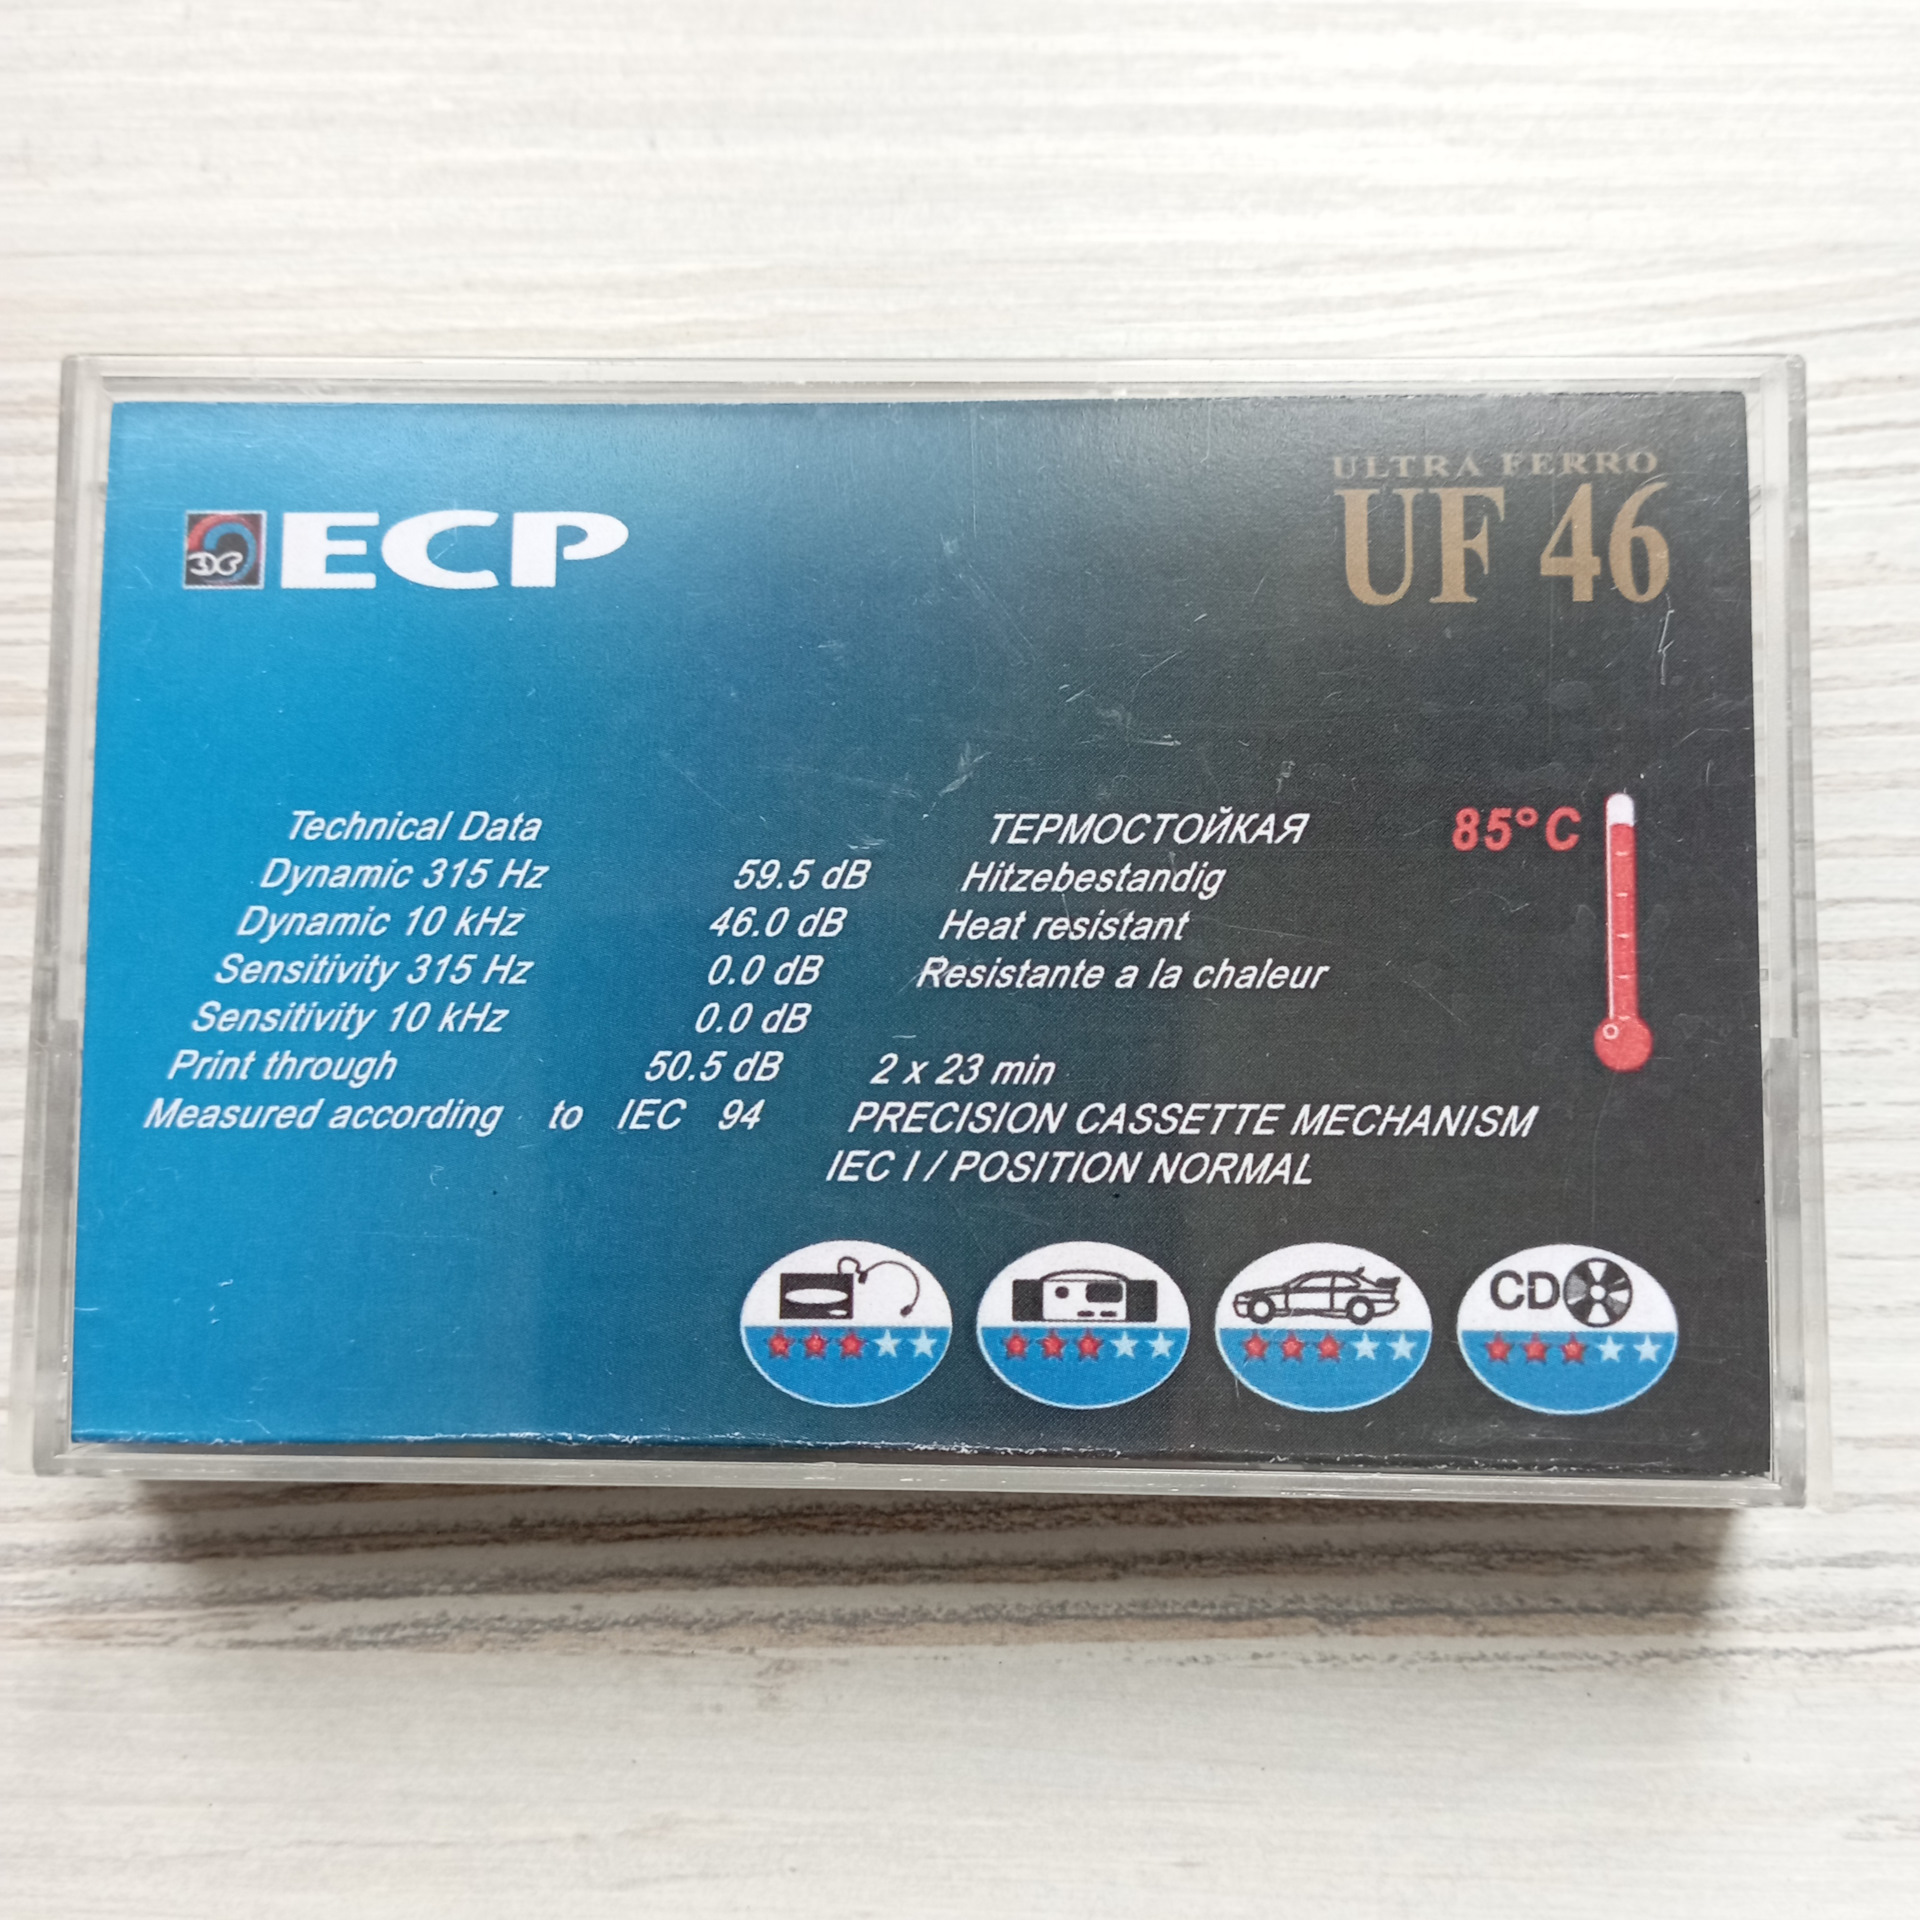 ECP
ULTRA FERRO
UF 46
Technical Data
Dynamic 315 Hz 59.5 dB
Dynamic 10 kHz 46.0 dB
Sensitivity 315 Hz 0.0 dB
Sensitivity 10 kHz 0.0 dB
Print through 50.5 dB
Measured according to IEC 94
ТЕРМОСТОЙКАЯ
Hitzebestandig
Heat resistant
Resistante a la chaleur
85°C
2 x 23 min
PRECISION CASSETTE MECHANISM
IEC I / POSITION NORMAL
CD